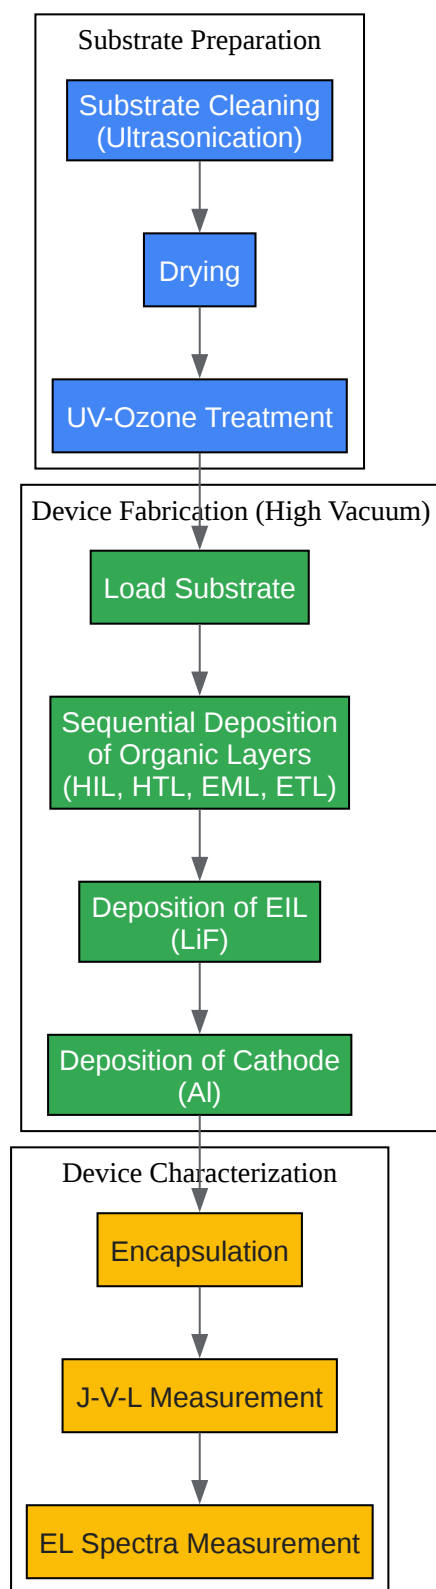 Substrate Preparation
Substrate Cleaning
(Ultrasonication)
Drying
UV-Ozone Treatment
Device Fabrication (High Vacuum)
Load Substrate
Sequential Deposition
of Organic Layers
(HIL, HTL, EML, ETL)
Deposition of EIL
(LiF)
Deposition of Cathode
(Al)
Device Characterization
Encapsulation
J-V-L Measurement
EL Spectra Measurement